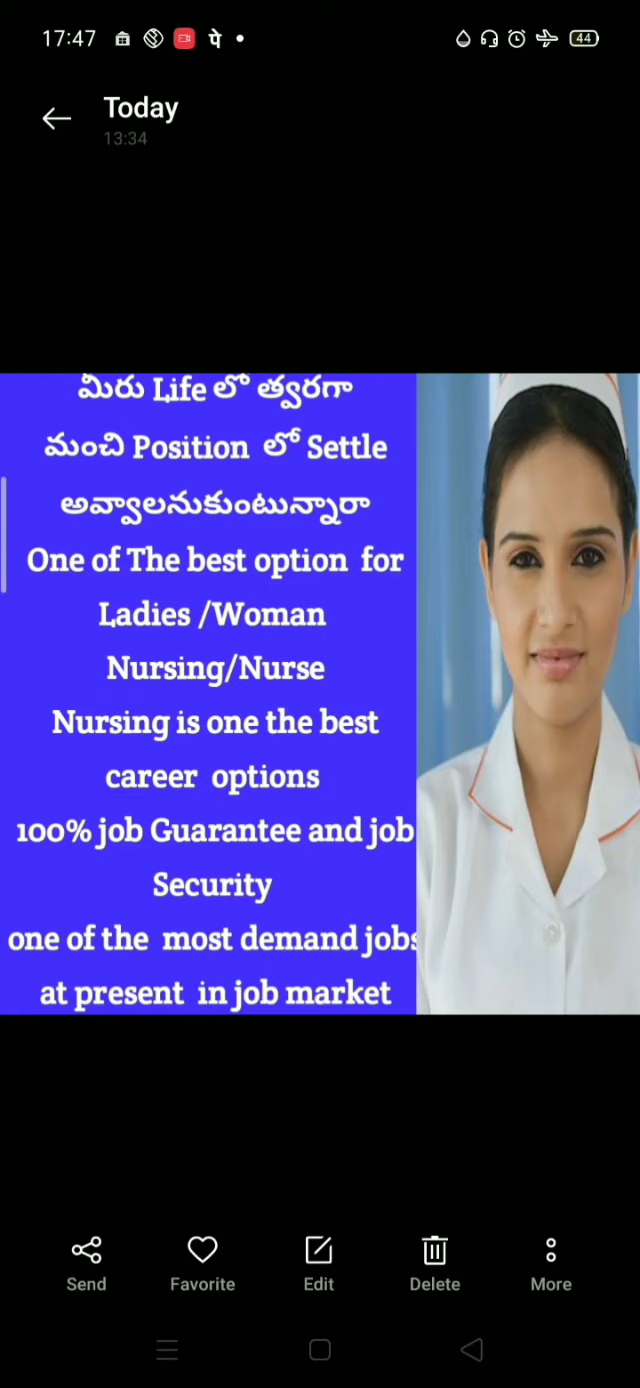 17:47
पे
44
Today
13:34
మీరు Life లో త్వరగా
మంచి Position లో Settle
అవ్వాలనుకుంటున్నారా
One of The best option for
Ladies /Woman
Nursing/Nurse
Nursing is one the best
career options
100% job Guarantee and job
Security
one of the most demand jobs
at present in job market
Send
Favorite
Edit
Delete
More